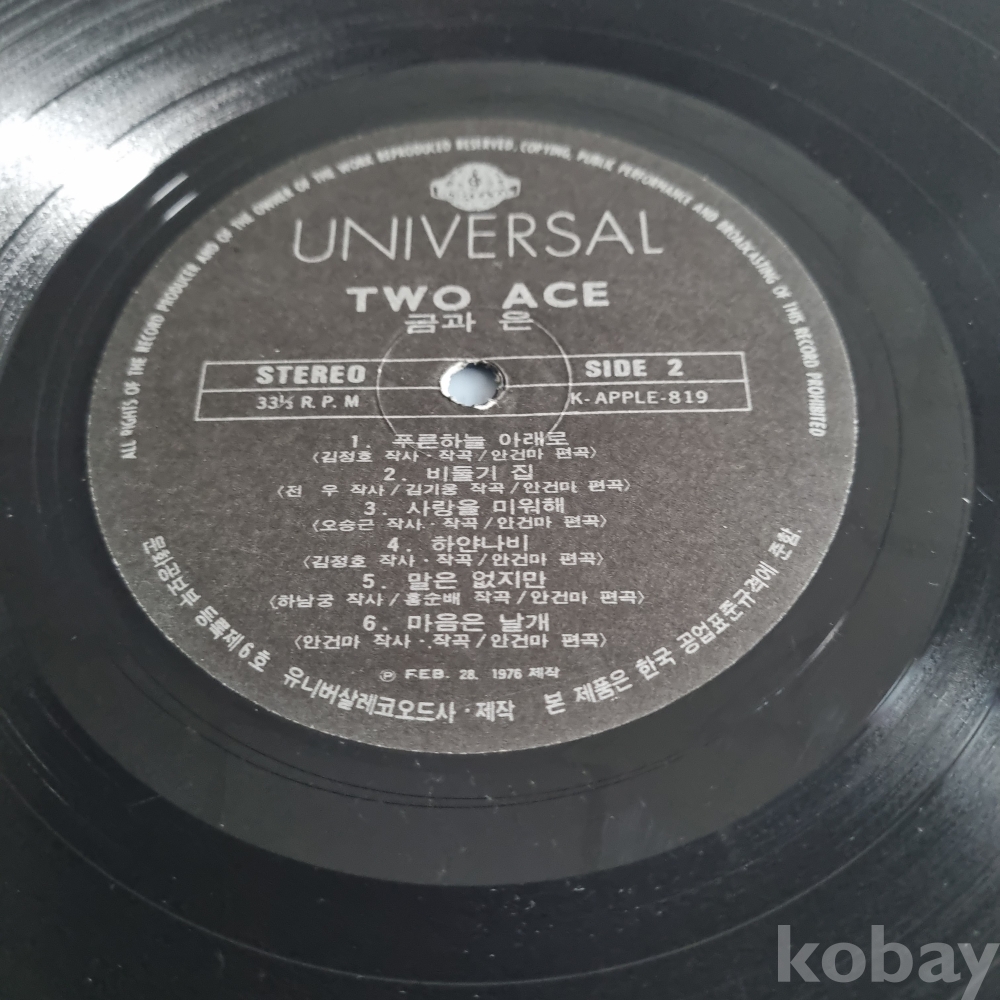 ALL RIGHTS OF THE RECORD PRODUCER AND OF THE OWNER OF THE WORK REPRODUCED RESERVED. COPYING, PUBLIC PERFORMANCE AND BROADCASTING OF THIS RECORD PROHIBITED
UNIVERSAL
TWO ACE
금과 은
STEREO SIDE 2
33⅓ R. P. M K-APPLE-819
1. 푸른하늘 아래로
〈김정호 작사·작곡/안건마 편곡〉
2. 비둘기 집
〈전 우 작사/김기웅 작곡/안건마 편곡〉
3. 사랑을 미워해
〈오승근 작사·작곡/안건마 편곡〉
4. 하얀나비
〈김정호 작사·작곡/안건마 편곡〉
5. 말은 없지만
〈하남궁 작사/홍순배 작곡/안건마 편곡〉
6. 마음은 날개
〈안건마 작사·작곡/안건마 편곡〉
Ⓟ FEB. 28. 1976 제작
문화공보부 등록제6호 유니버살레코오드사·제작 본 제품은 한국 공업표준규격에 준함.
kobay